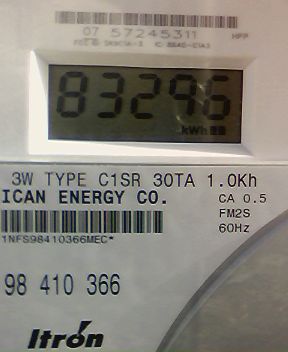 07 57245311 HPP
83296
kWh
3W TYPE C1SR 30TA 1.0Kh
ICAN ENERGY CO. CA 0.5
FM2S
60Hz
1NFS98410366MEC*
98 410 366
Itron